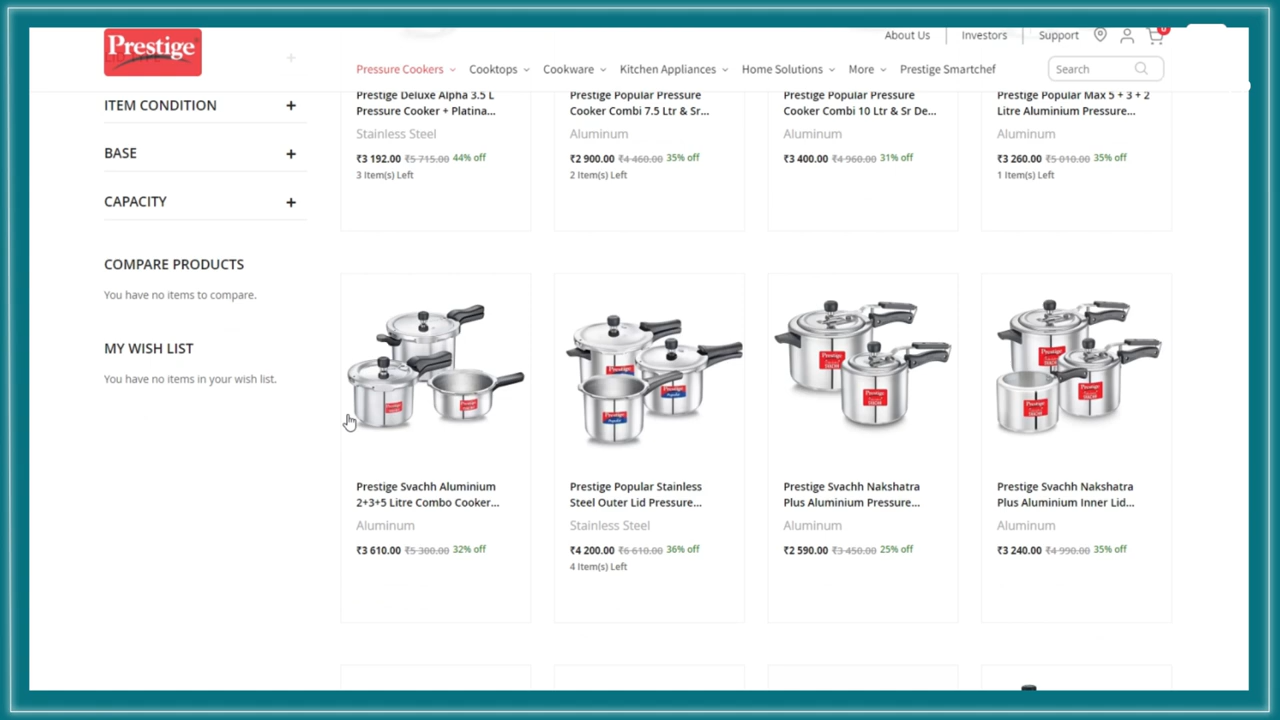 Prestige
About Us
Investors
Support
0
Pressure Cookers
Cooktops
Cookware
Kitchen Appliances
Home Solutions
More
Prestige Smartchef
Search
LID TYPE
ITEM CONDITION
BASE
CAPACITY
COMPARE PRODUCTS
You have no items to compare.
MY WISH LIST
You have no items in your wish list.
Prestige Deluxe Alpha 3.5 L
Pressure Cooker + Platina...
Stainless Steel
₹3 192.00 ₹5 715.00 44% off
3 Item(s) Left
Prestige Popular Pressure
Cooker Combi 7.5 Ltr & Sr...
Aluminum
₹2 900.00 ₹4 460.00 35% off
2 Item(s) Left
Prestige Popular Pressure
Cooker Combi 10 Ltr & Sr De...
Aluminum
₹3 400.00 ₹4 960.00 31% off
Prestige Popular Max 5 + 3 + 2
Litre Aluminium Pressure...
Aluminum
₹3 260.00 ₹5 010.00 35% off
1 Item(s) Left
Prestige Svachh Aluminium
2+3+5 Litre Combo Cooker...
Aluminum
₹3 610.00 ₹5 300.00 32% off
Prestige Popular Stainless
Steel Outer Lid Pressure...
Stainless Steel
₹4 200.00 ₹6 610.00 36% off
4 Item(s) Left
Prestige Svachh Nakshatra
Plus Aluminium Pressure...
Aluminum
₹2 590.00 ₹3 450.00 25% off
Prestige Svachh Nakshatra
Plus Aluminium Inner Lid...
Aluminum
₹3 240.00 ₹4 990.00 35% off